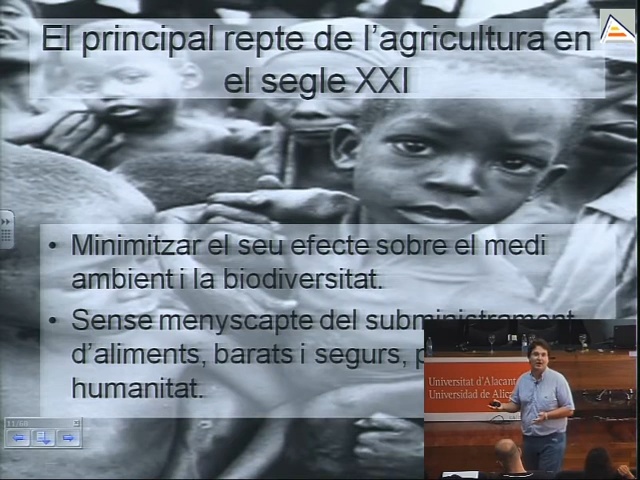 El principal repte de l'agricultura en
el segle XXI
• Minimitzar el seu efecte sobre el medi
ambient i la biodiversitat.
• Sense menyscapte del subministrament
d'aliments, barats i segurs,
humanitat.
Universitat d'Alacant
Universidad de